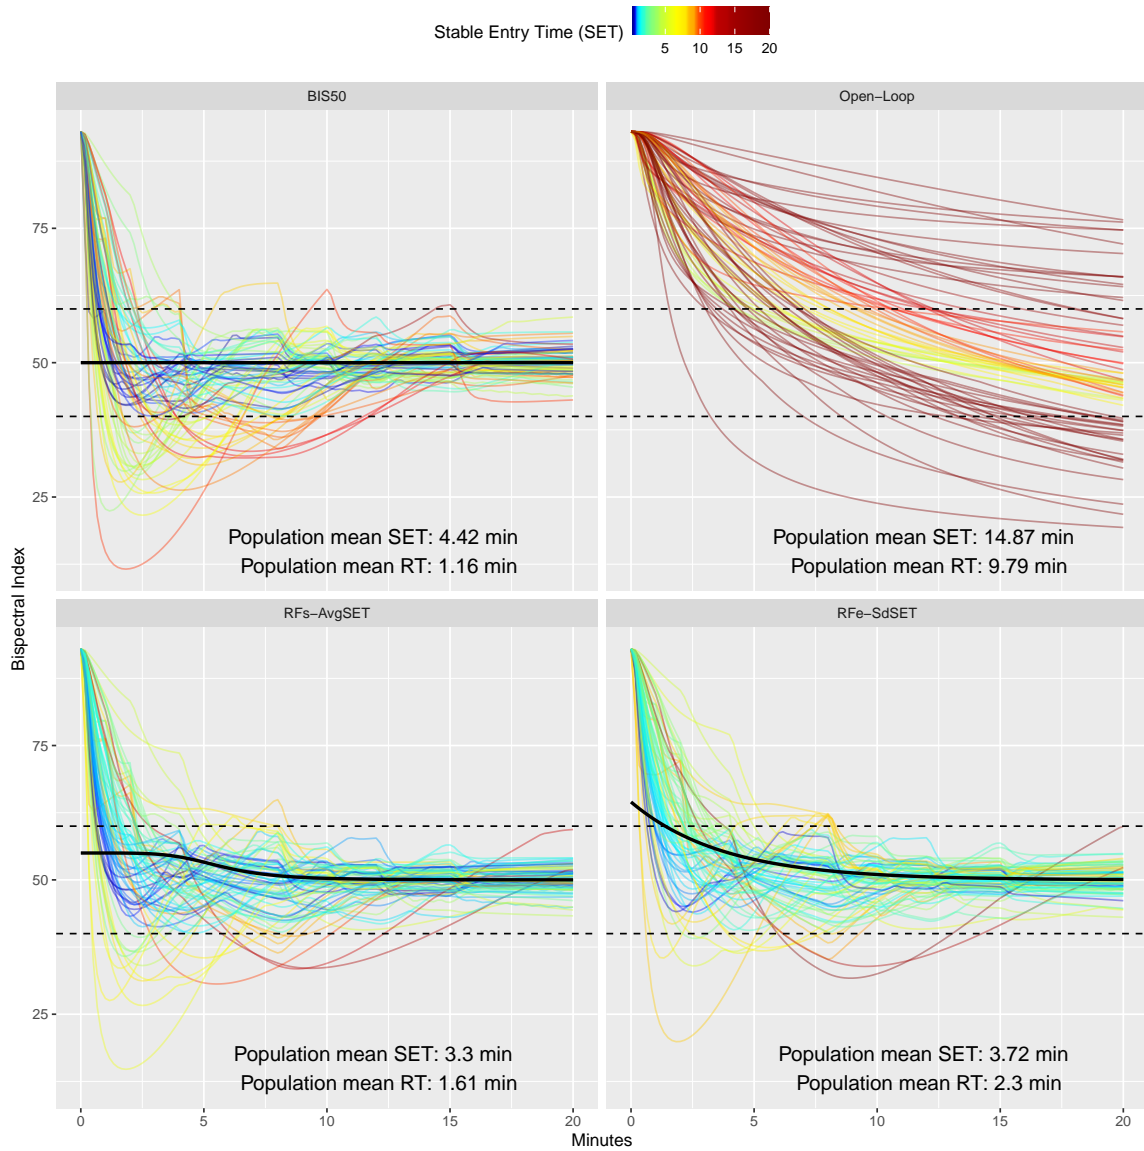 Stable Entry Time (SET)
5 10 15 20
BIS50
Open−Loop
75
50
25
Population mean SET: 4.42 min
Population mean RT: 1.16 min
Population mean SET: 14.87 min
Population mean RT: 9.79 min
Bispectral Index
RFs−AvgSET
RFe−SdSET
75
50
25
Population mean SET: 3.3 min
Population mean RT: 1.61 min
Population mean SET: 3.72 min
Population mean RT: 2.3 min
0 5 10 15 20
0 5 10 15 20
Minutes